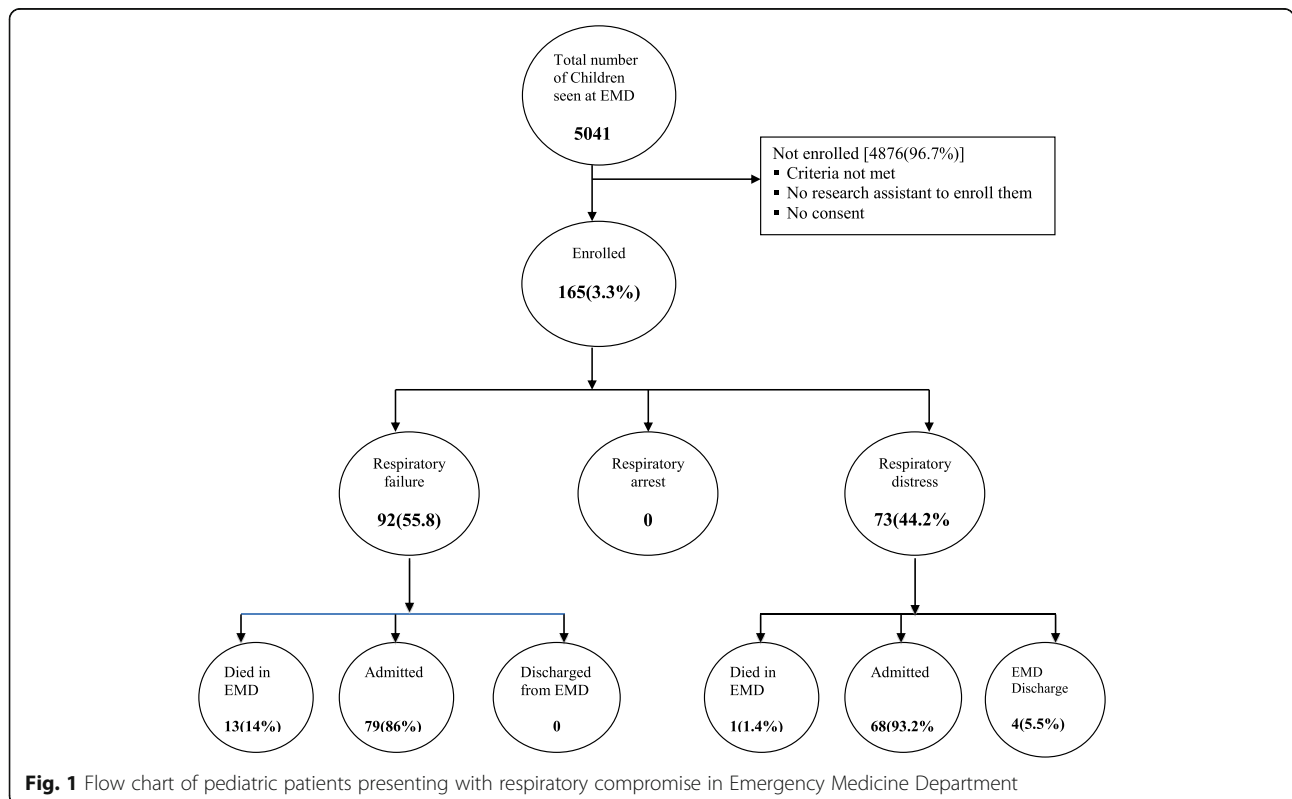 Total number
of Children
seen at EMD
5041
Not enrolled [4876(96.7%)]
▪ Criteria not met
▪ No research assistant to enroll them
▪ No consent
Enrolled
165(3.3%)
Respiratory
failure
92(55.8)
Respiratory
arrest
0
Respiratory
distress
73(44.2%
Died in
EMD
13(14%)
Admitted
79(86%)
Discharged
from EMD
0
Died in
EMD
1(1.4%)
Admitted
68(93.2%
EMD
Discharge
4(5.5%)
Fig. 1 Flow chart of pediatric patients presenting with respiratory compromise in Emergency Medicine Department